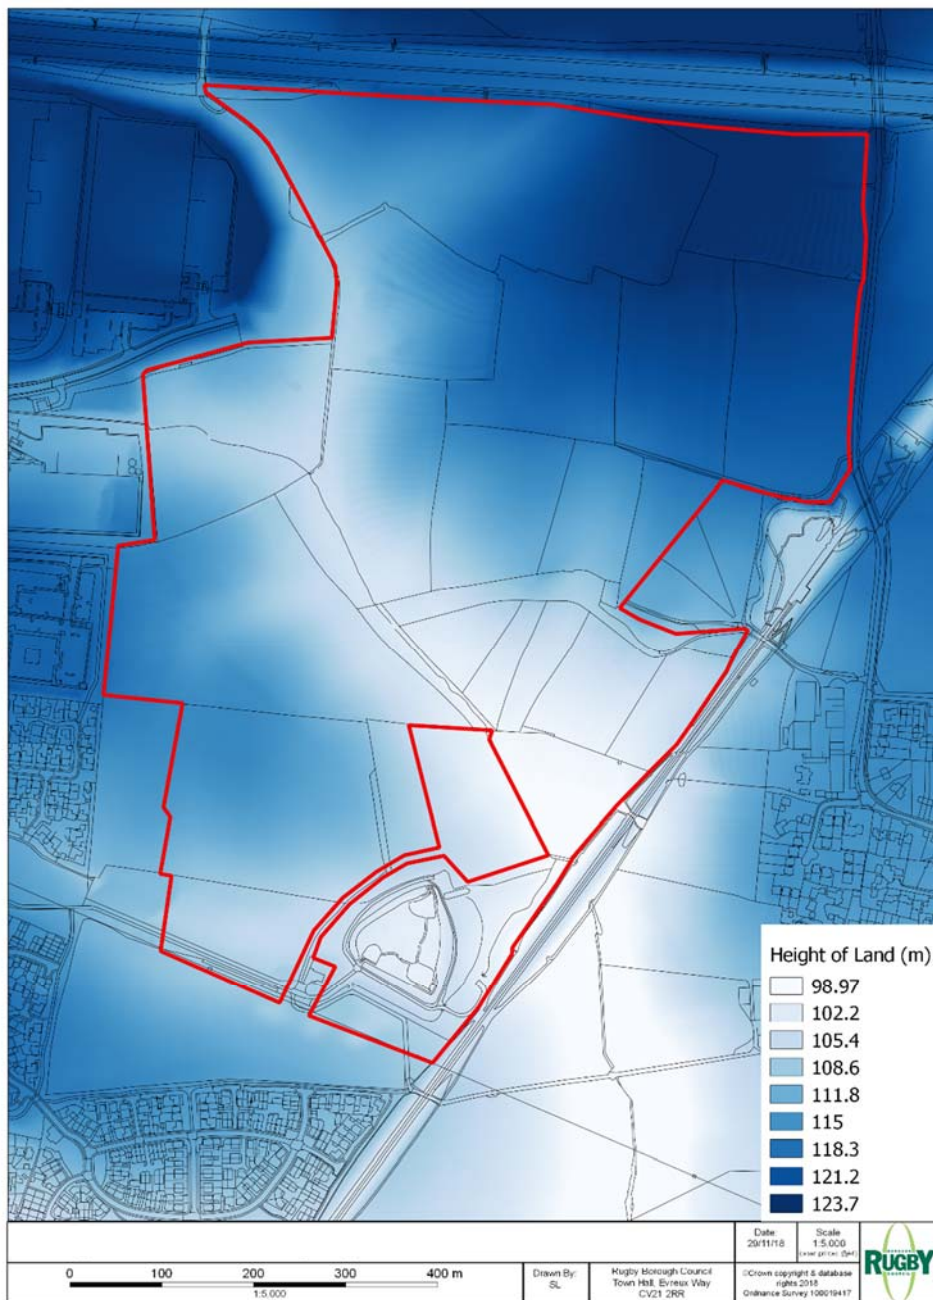 Height of Land (m)
98.97
102.2
105.4
108.6
111.8
115
118.3
121.2
123.7
Date:
29/11/18
Scale
1:5,000
0 100 200 300 400 m
1:5,000
Drawn By:
SL
Rugby Borough Council
Town Hall, Evreux Way
CV21 2RR
©Crown copyright & database
rights 2018
Ordnance Survey 100019417
RUGBY